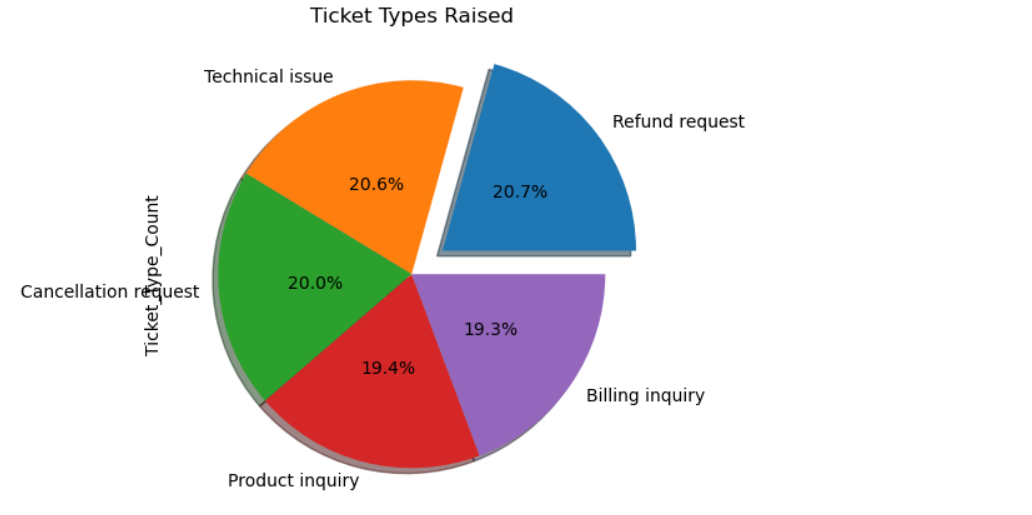 Ticket Types Raised
Technical issue
Refund request
20.6%
20.7%
Ticket_Type_Count
Cancellation request
20.0%
19.3%
19.4%
Billing inquiry
Product inquiry